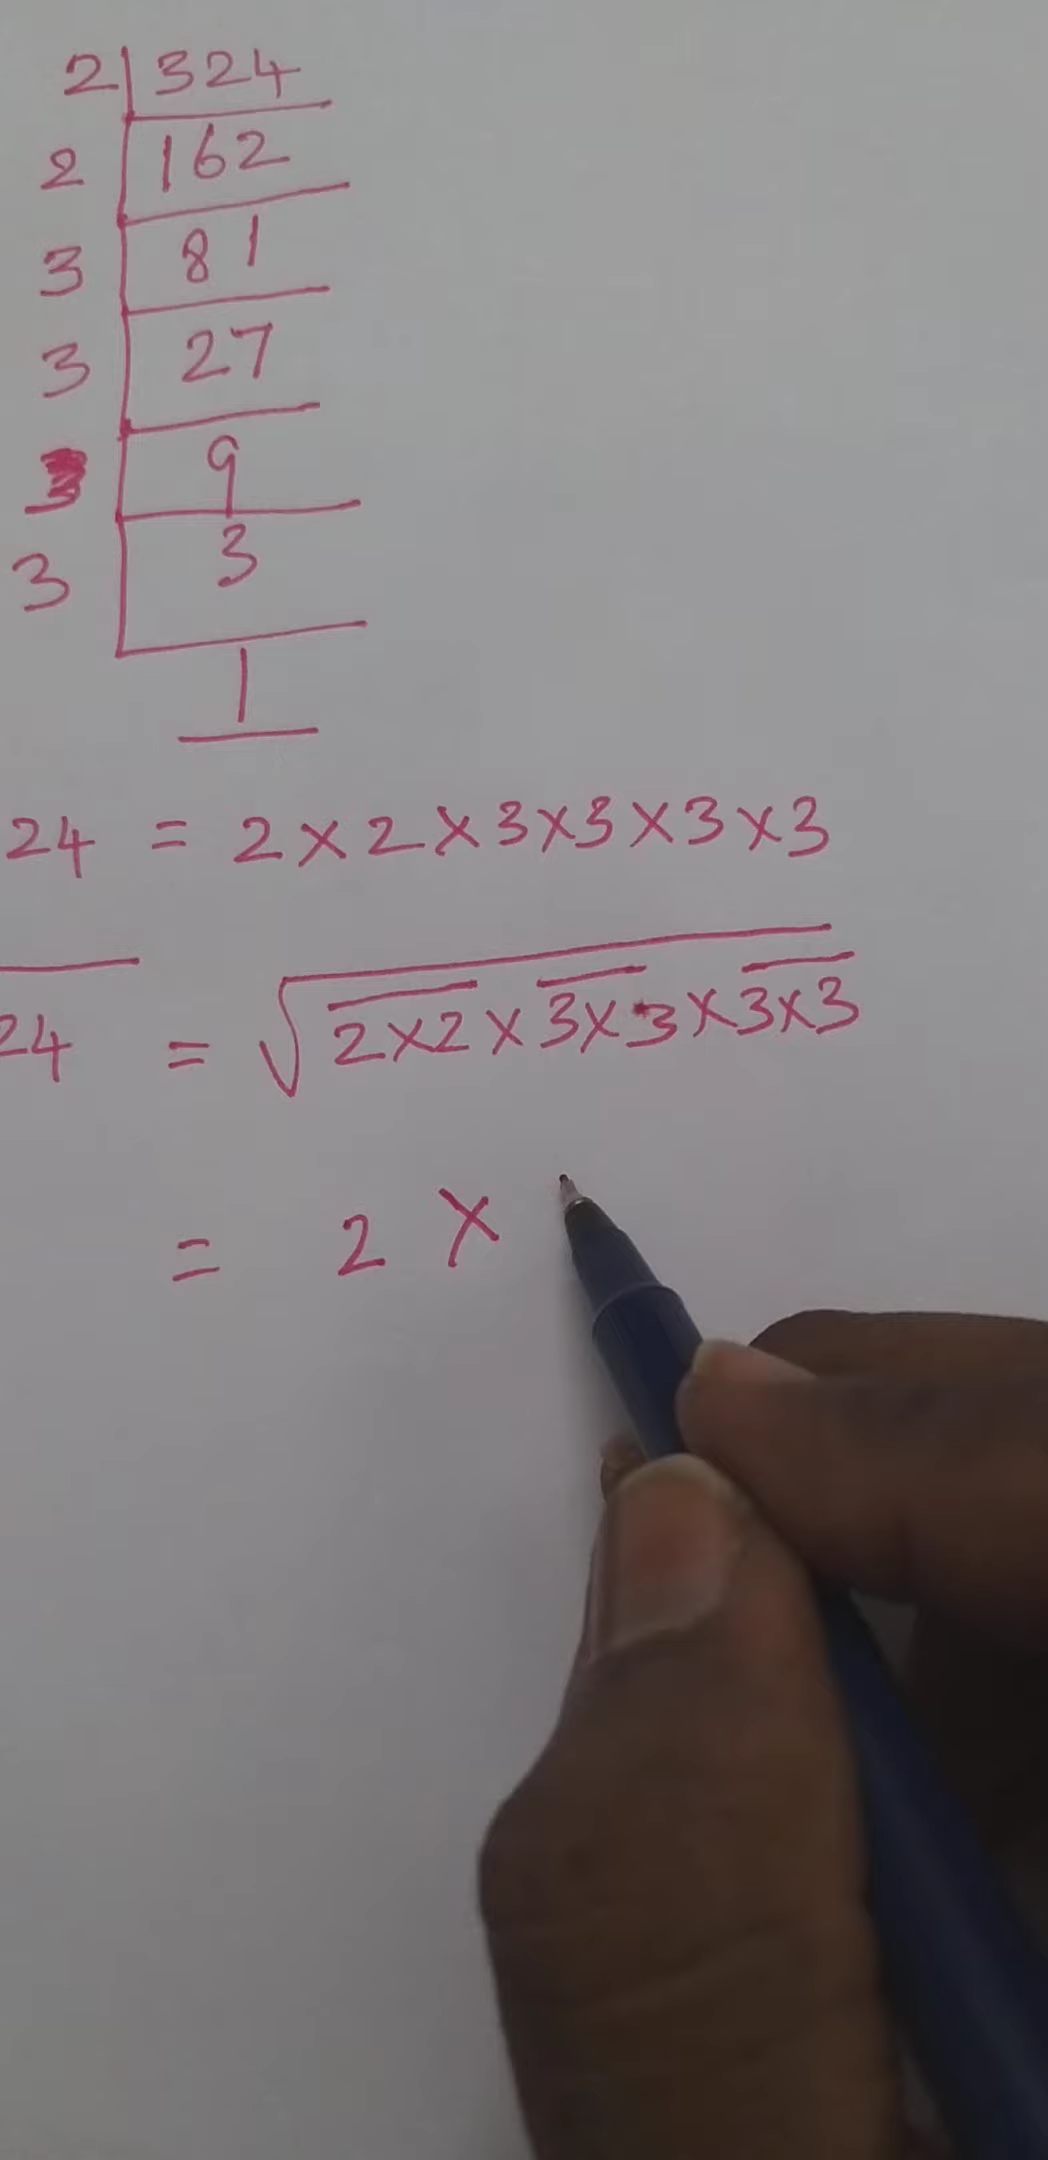 2 324
2 162
3 81
3 27
3 9
3 3
1
24 = 2 × 2 × 3 × 3 × 3 × 3
24 = √2×2 × 3×3 × 3×3
= 2 ×